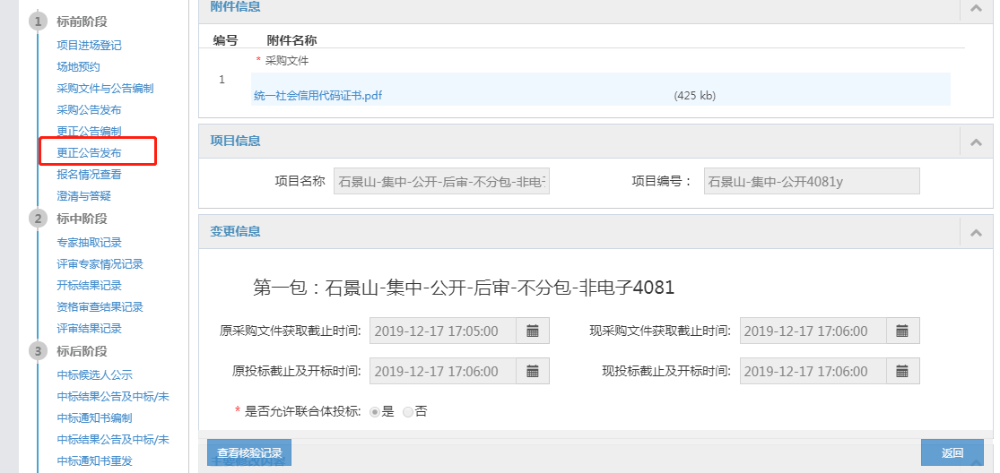 1 标前阶段
项目进场登记
场地预约
采购文件与公告编制
采购公告发布
更正公告编制
更正公告发布
报名情况查看
澄清与答疑
2 标中阶段
专家抽取记录
评审专家情况记录
开标结果记录
资格审查结果记录
评审结果记录
3 标后阶段
中标候选人公示
中标结果公告及中标/未
中标通知书编制
中标结果公告及中标/未
中标通知书重发
附件信息
编号 附件名称
* 采购文件
1
统一社会信用代码证书.pdf (425 kb)
项目信息
项目名称 石景山-集中-公开-后审-不分包-非电子 项目编号： 石景山-集中-公开4081y
变更信息
第一包：石景山-集中-公开-后审-不分包-非电子4081
原采购文件获取截止时间: 2019-12-17 17:05:00 现采购文件获取截止时间: 2019-12-17 17:06:00
原投标截止及开标时间: 2019-12-17 17:06:00 现投标截止及开标时间: 2019-12-17 17:06:00
* 是否允许联合体投标: 是 否
查看核验记录 返回